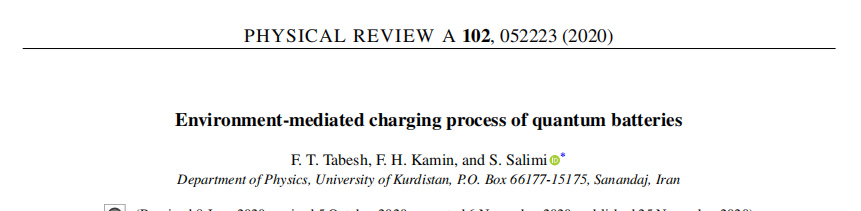 PHYSICAL REVIEW A 102, 052223 (2020)
Environment-mediated charging process of quantum batteries
F. T. Tabesh, F. H. Kamin, and S. Salimi iD *
Department of Physics, University of Kurdistan, P.O. Box 66177-15175, Sanandaj, Iran